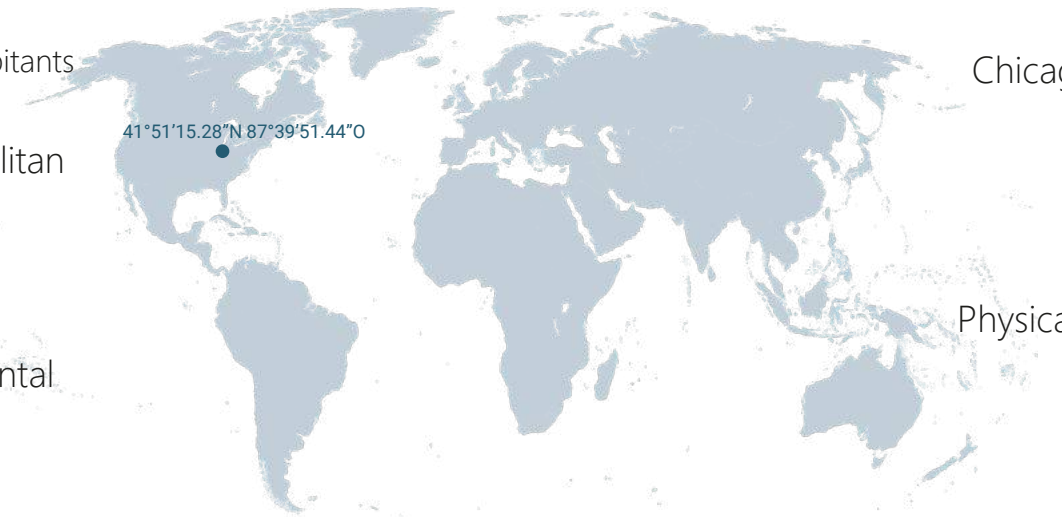 bitants
Chicag
41°51’15.28”N 87°39’51.44”O
litan
Physica
ntal